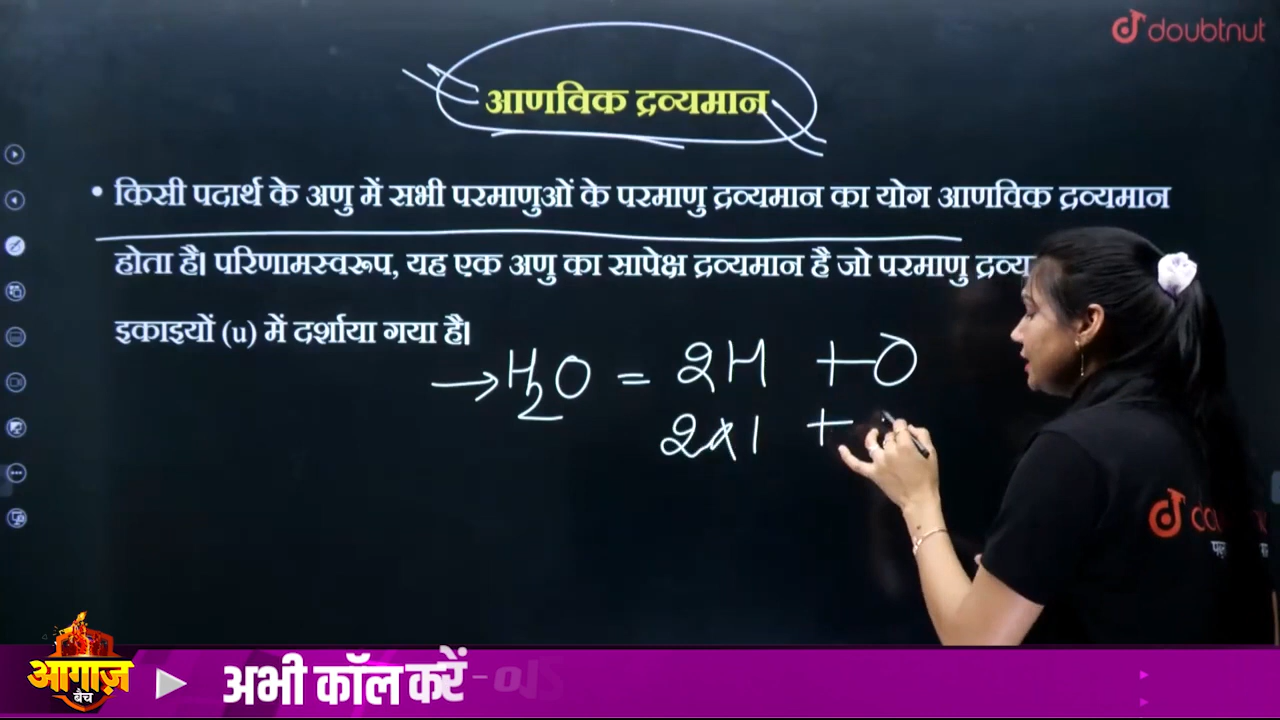 doubtnut
आणविक द्रव्यमान
• किसी पदार्थ के अणु में सभी परमाणुओं के परमाणु द्रव्यमान का योग आणविक द्रव्यमान
होता है। परिणामस्वरूप, यह एक अणु का सापेक्ष द्रव्यमान है जो परमाणु
इकाइयों (u) में दर्शाया गया है।
→ H₂O = 2H + O
2×1 +
आगाज़
बैच
अभी कॉल करें